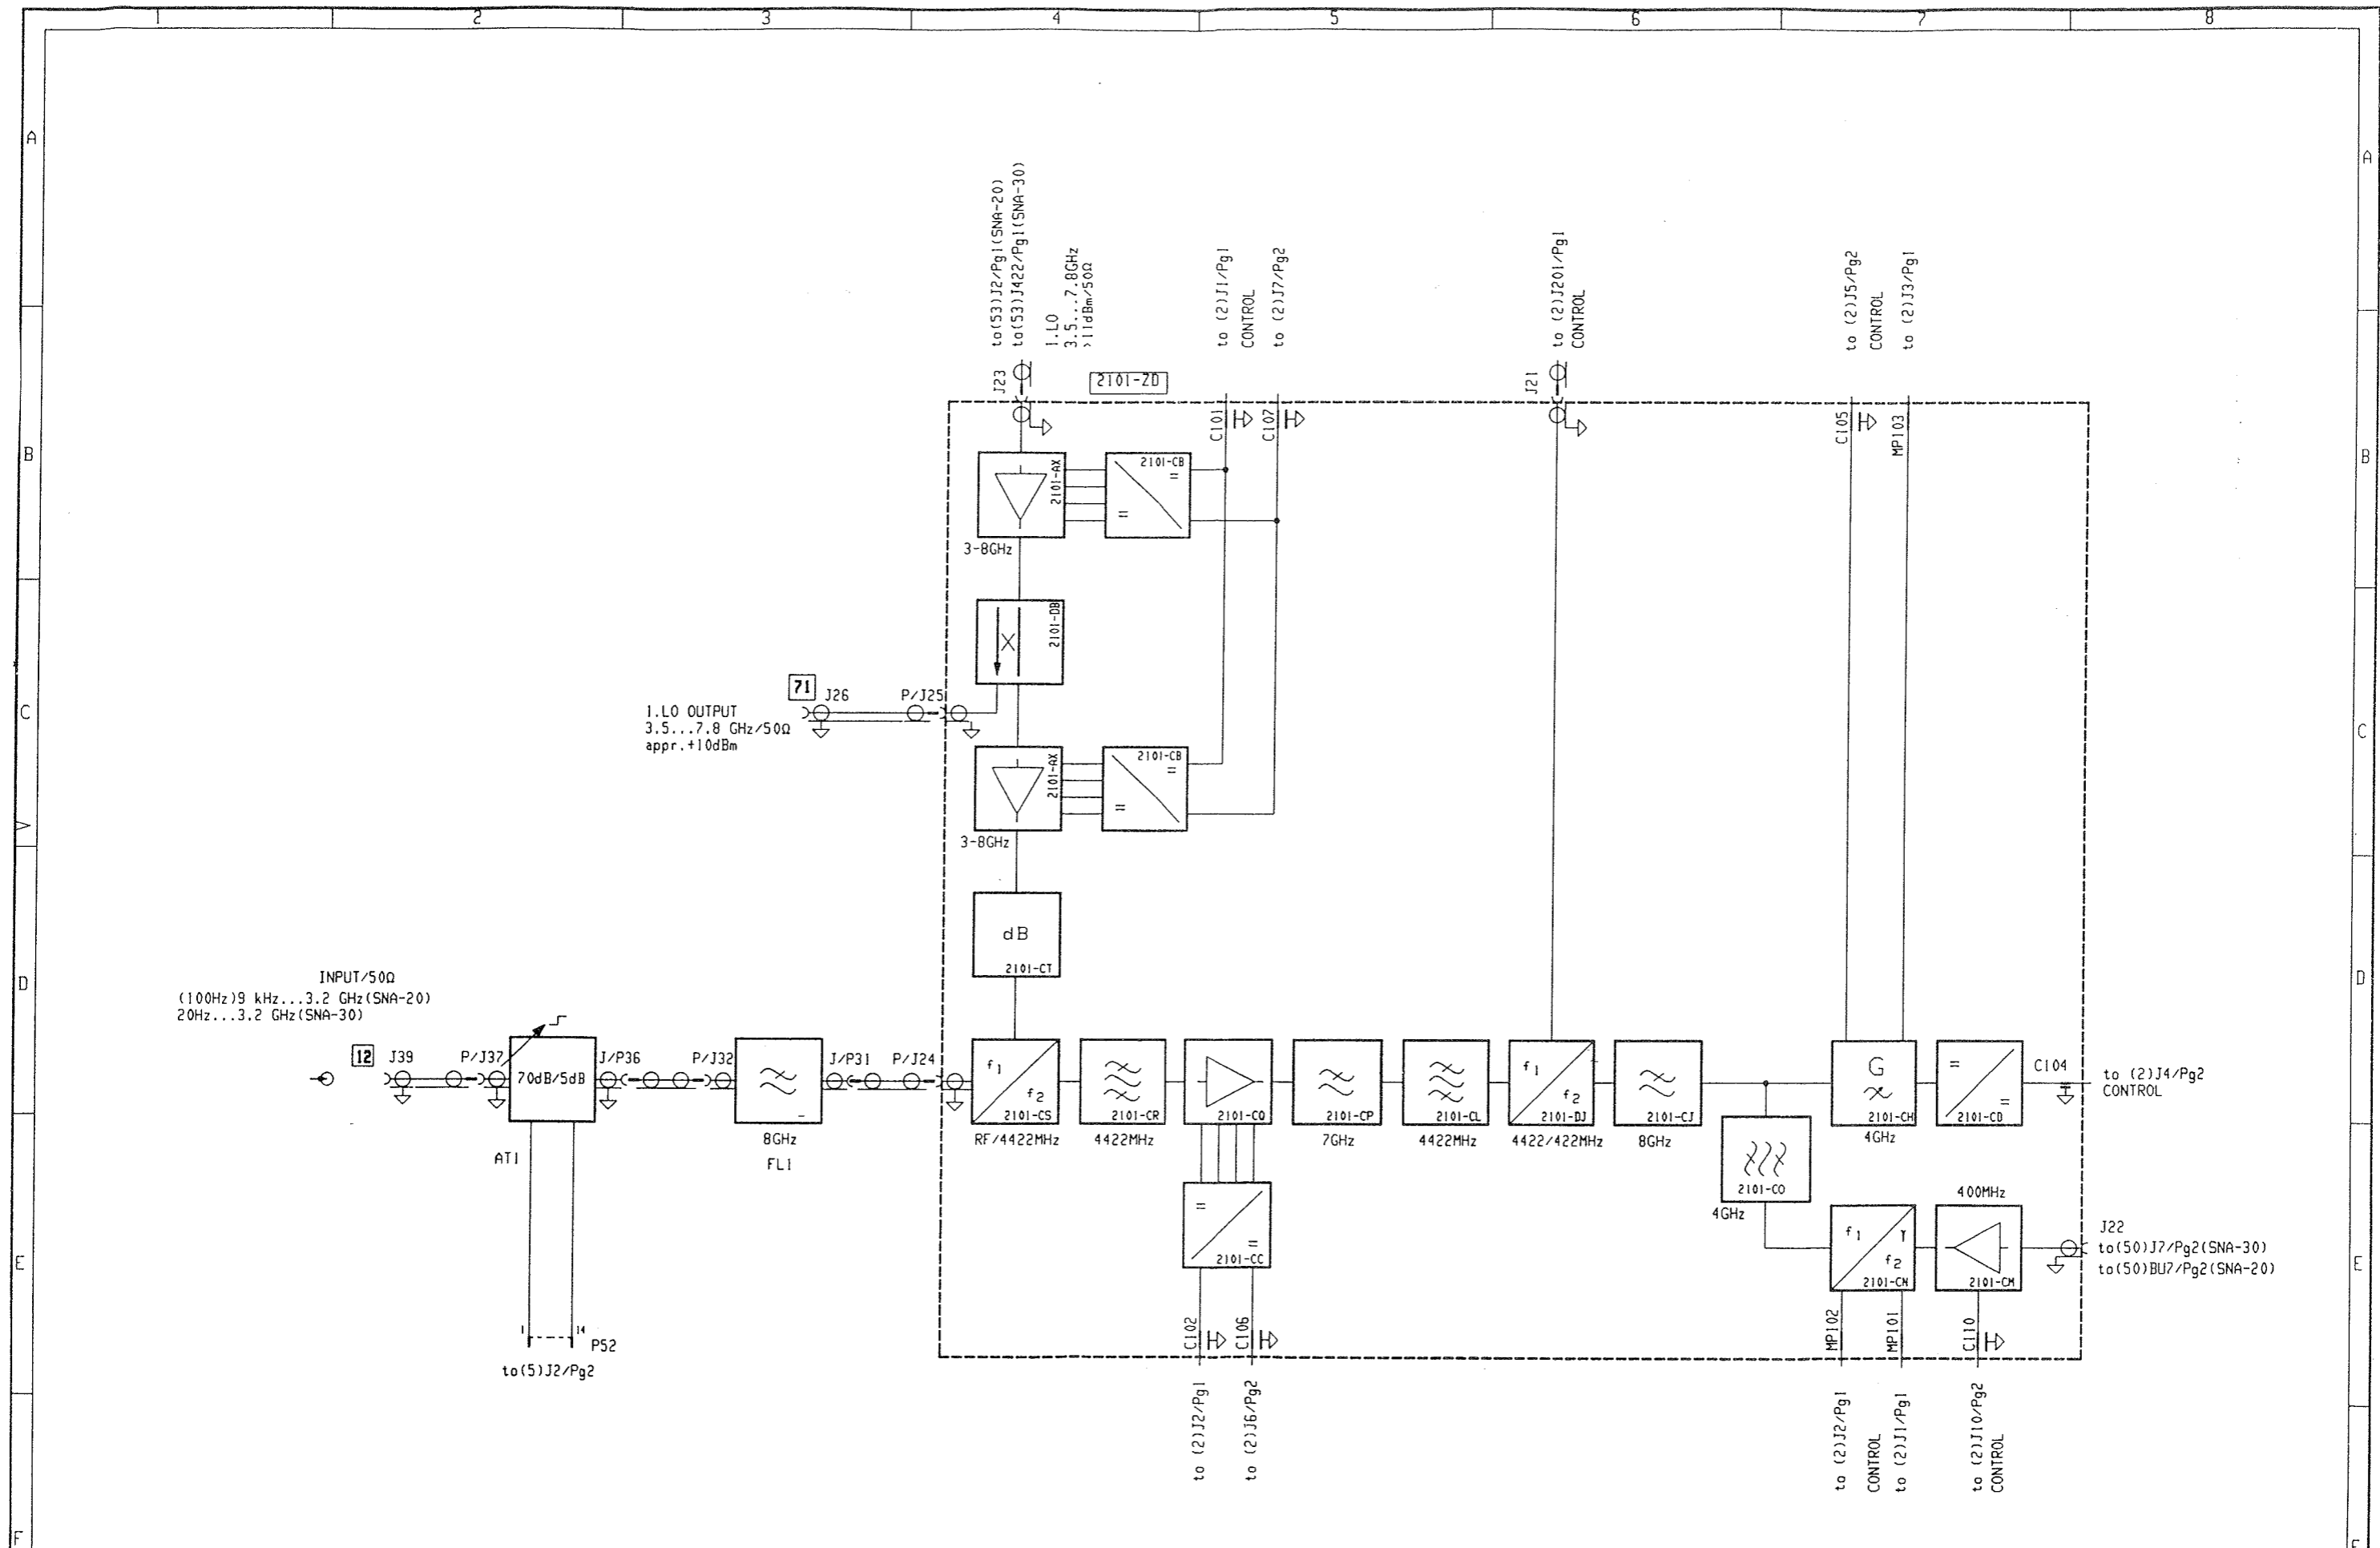 2 3 4 5 6 7 8
A
A
to(53)J2/Pg1(SNA-20)
to(53)J422/Pg1(SNA-30)
1.LO
3.5...7.8GHz
>11dBm/50Ω
to (2)J1/Pg1
CONTROL
to (2)J7/Pg2
to (2)J201/Pg1
CONTROL
to (2)J5/Pg2
CONTROL
to (2)J3/Pg1
J23
2101-ZD
J21
C101
C107
C105
MP103
B
B
2101-AX
2101-CB
=
=
3-8GHz
2101-DB
71
J26
P/J25
1.LO OUTPUT
3.5...7.8 GHz/50Ω
appr.+10dBm
C
C
2101-AX
2101-CB
=
=
3-8GHz
dB
2101-CT
D
D
INPUT/50Ω
(100Hz)9 kHz...3.2 GHz(SNA-20)
20Hz...3.2 GHz(SNA-30)
12
J39
P/J37
70dB/5dB
J/P36
P/J32
J/P31
P/J24
f1
f2
2101-CS
2101-CR
2101-CQ
2101-CP
2101-CL
f1
f2
2101-DJ
2101-CJ
G
2101-CH
=
=
2101-CD
C104
to (2)J4/Pg2
CONTROL
AT1
8GHz
FL1
RF/4422MHz
4422MHz
7GHz
4422MHz
4422/422MHz
8GHz
4GHz
2101-CO
4GHz
400MHz
=
=
2101-CC
f1
Y
f2
2101-CN
2101-CM
J22
to(50)J7/Pg2(SNA-30)
to(50)BU7/Pg2(SNA-20)
E
E
1
14
P52
to(5)J2/Pg2
C102
C106
MP102
MP101
C110
to (2)J2/Pg1
to (2)J6/Pg2
to (2)J2/Pg1
CONTROL
to (2)J1/Pg1
to (2)J10/Pg2
CONTROL
F
F